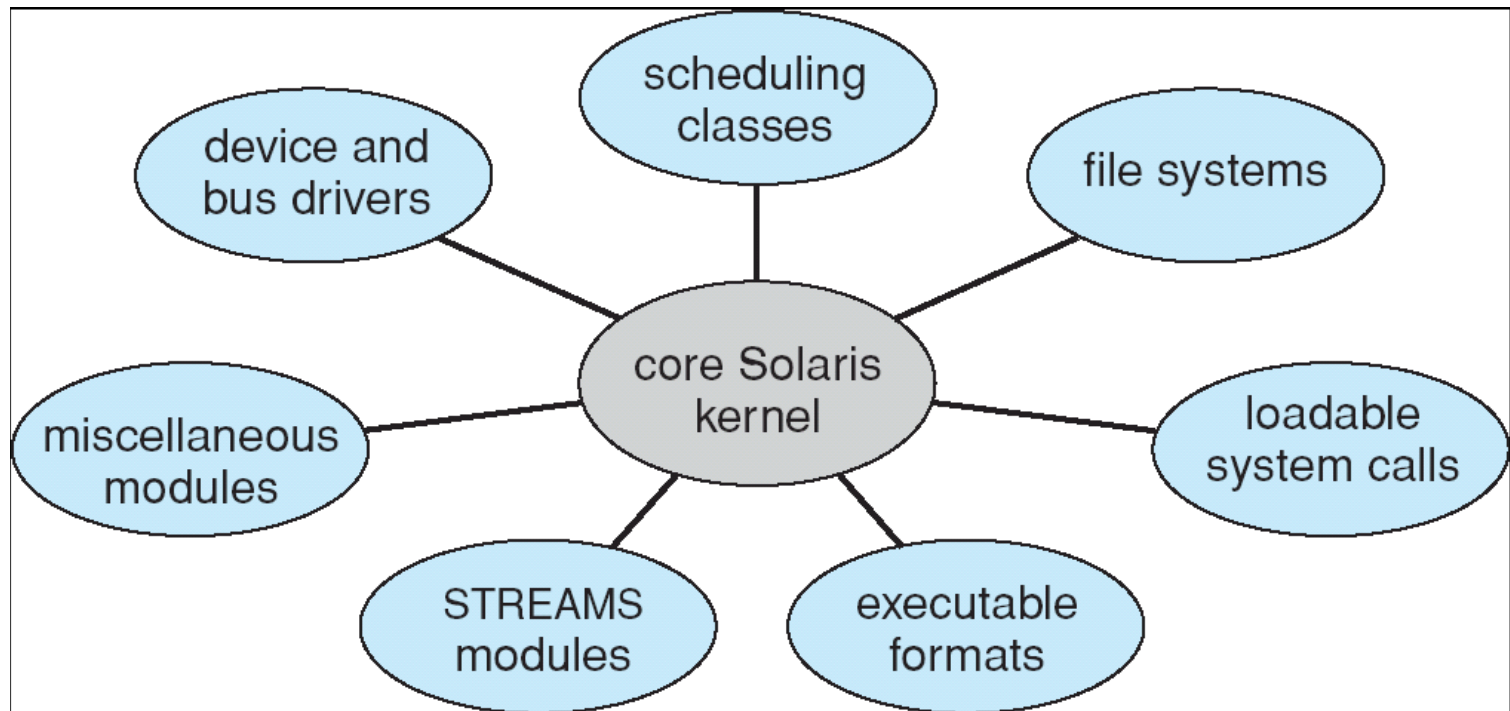 scheduling
classes
device and
bus drivers
file systems
core Solaris
kernel
miscellaneous
modules
loadable
system calls
STREAMS
modules
executable
formats